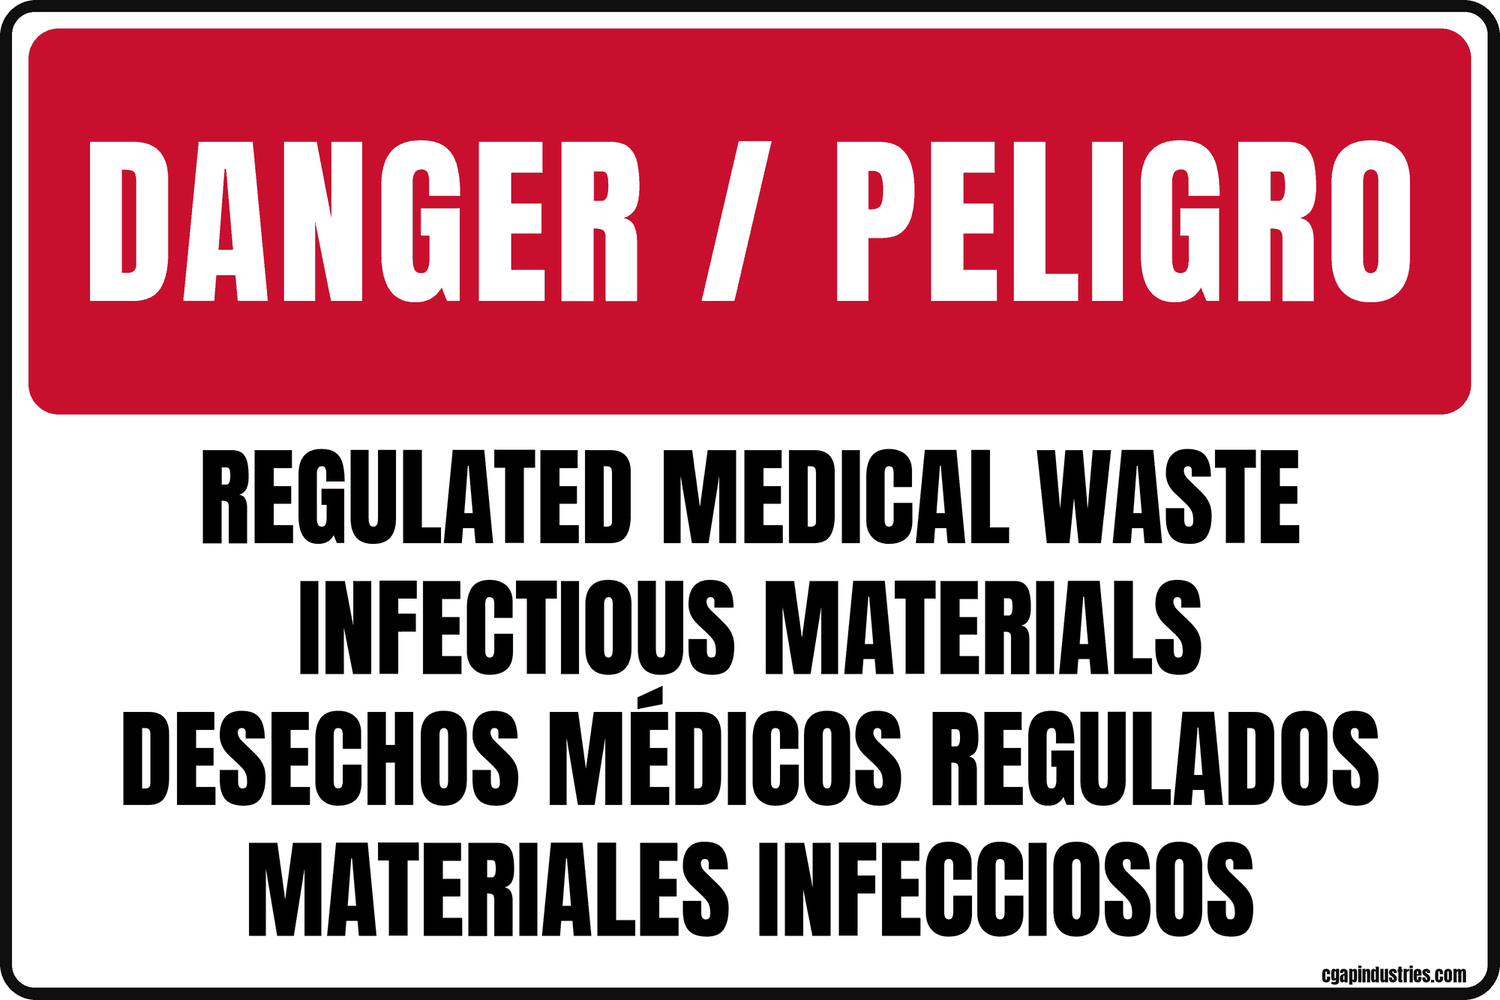 DANGER / PELIGRO
REGULATED MEDICAL WASTE
INFECTIOUS MATERIALS
DESECHOS MÉDICOS REGULADOS
MATERIALES INFECCIOSOS
cgapindustries.com